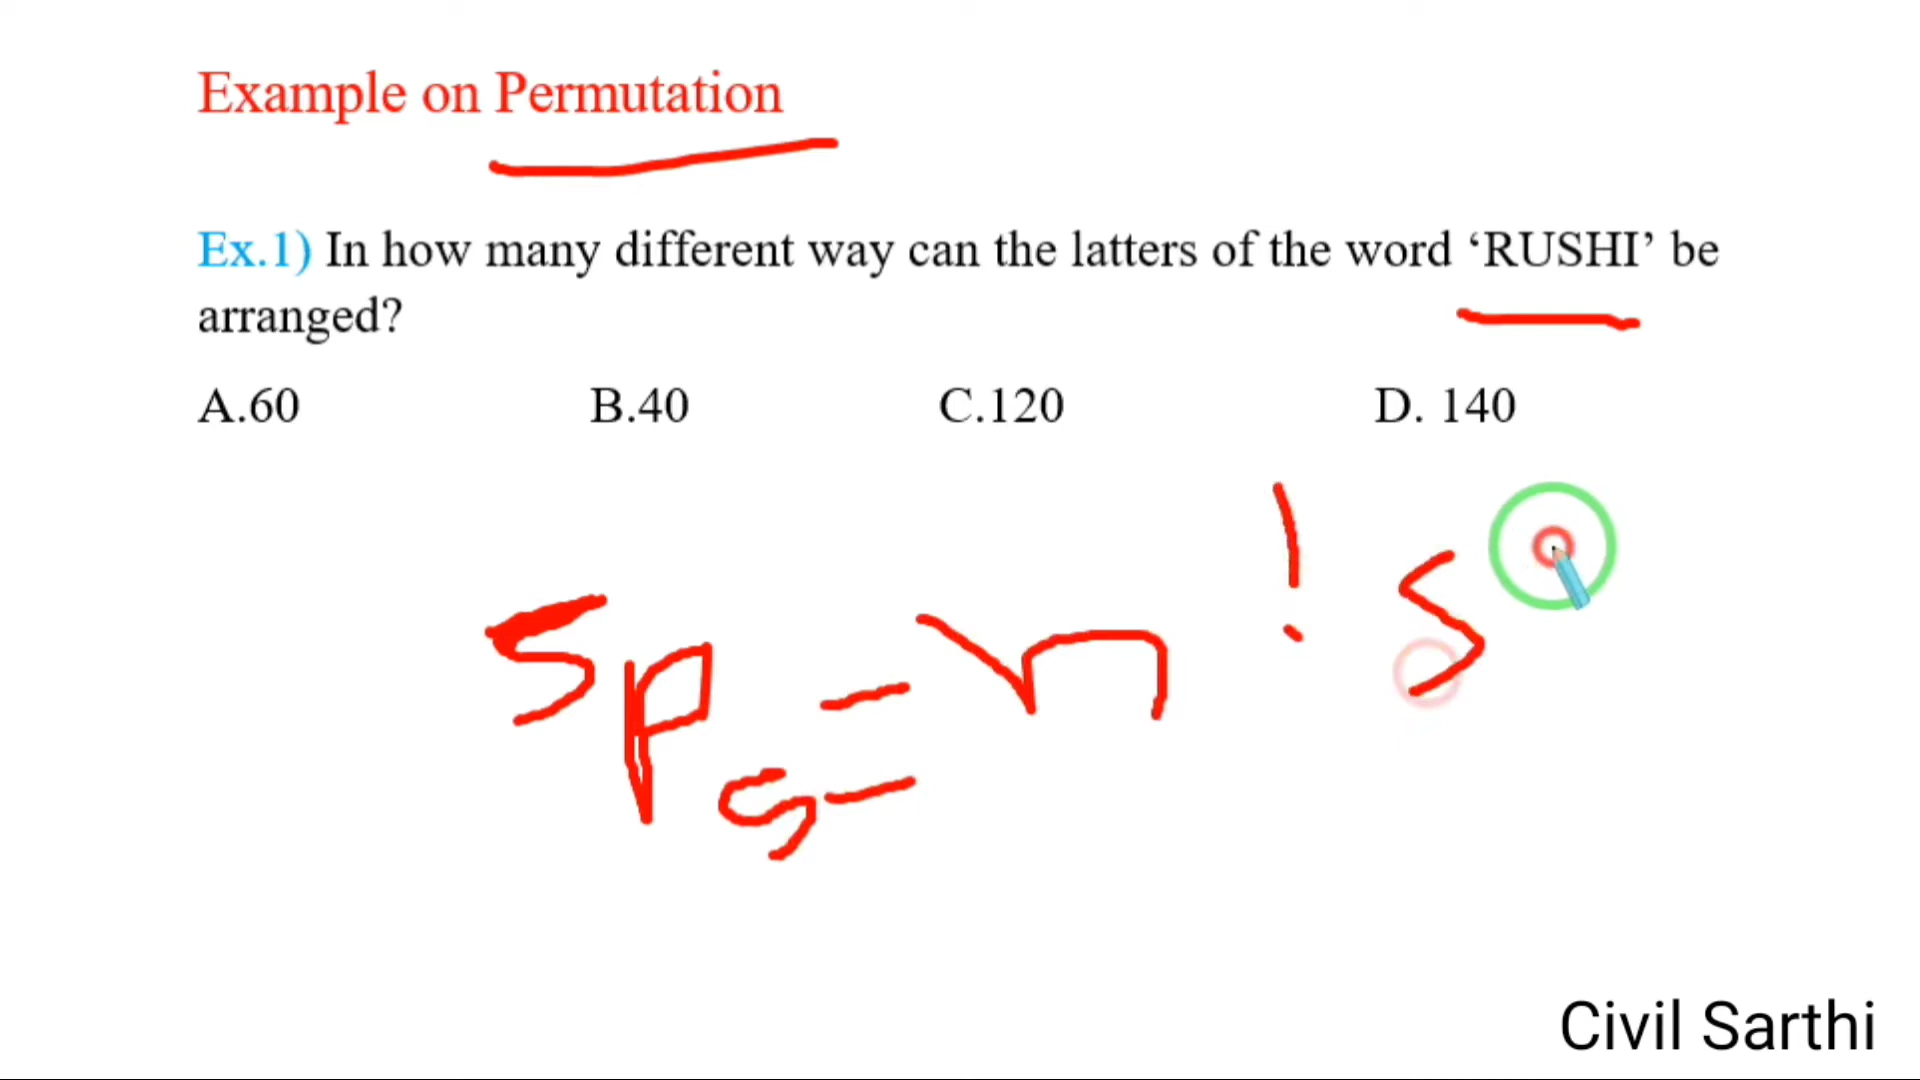 Example on Permutation
Ex.1) In how many different way can the latters of the word ‘RUSHI’ be
arranged?
A.60 B.40 C.120 D. 140
5P5 = n! 5
Civil Sarthi